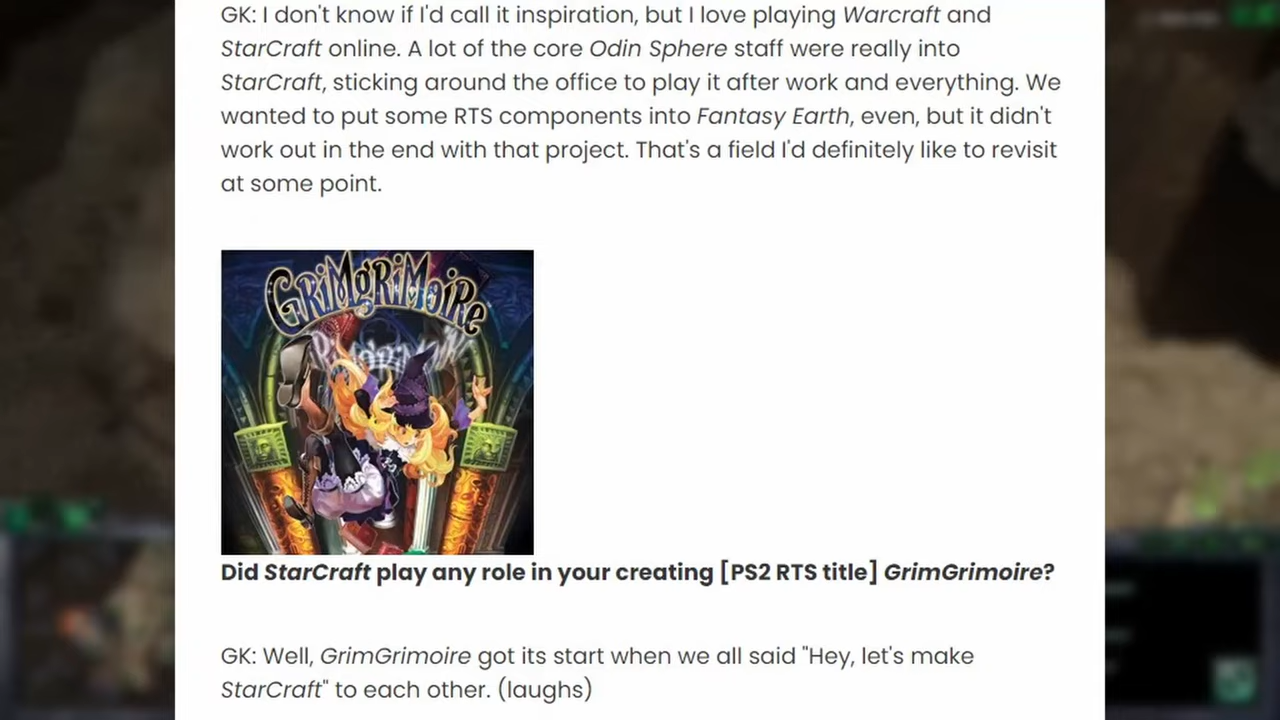 GK: I don't know if I'd call it inspiration, but I love playing Warcraft and
StarCraft online. A lot of the core Odin Sphere staff were really into
StarCraft, sticking around the office to play it after work and everything. We
wanted to put some RTS components into Fantasy Earth, even, but it didn't
work out in the end with that project. That's a field I'd definitely like to revisit
at some point.
GRiMgRiMoiRe
Did StarCraft play any role in your creating [PS2 RTS title] GrimGrimoire?
GK: Well, GrimGrimoire got its start when we all said "Hey, let's make
StarCraft" to each other. (laughs)